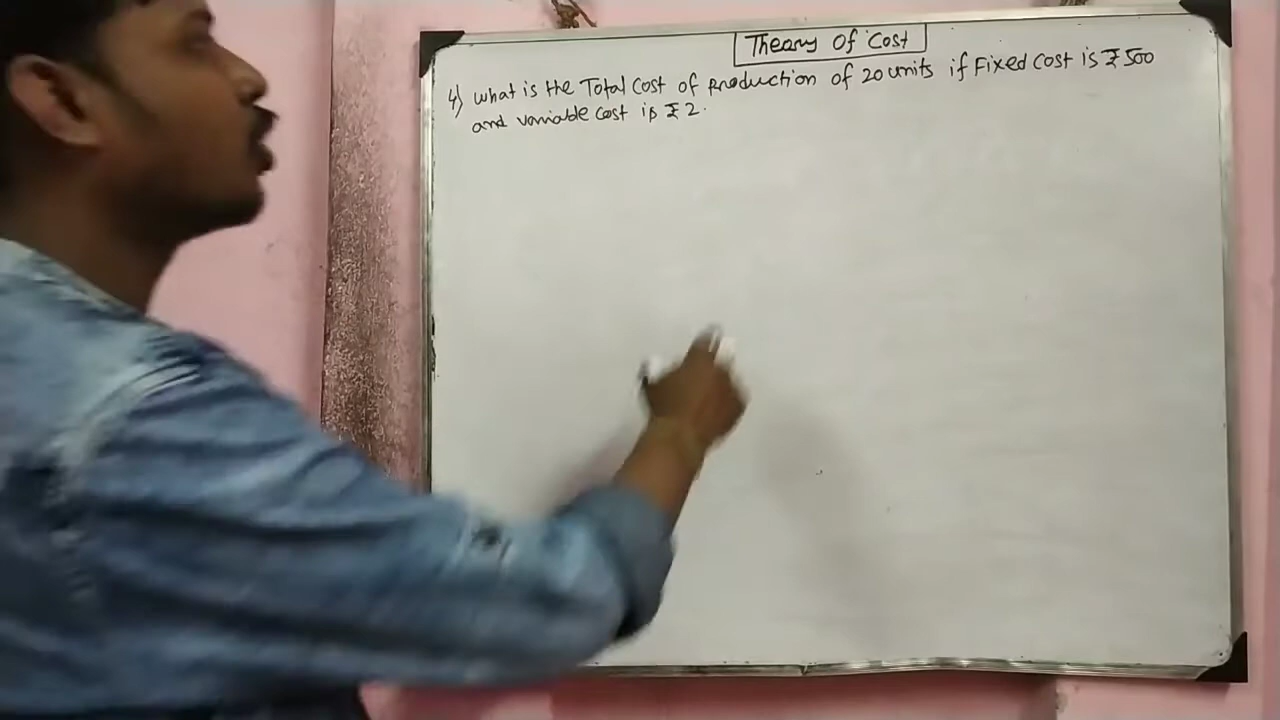 Theory Of Cost
4) What is the Total Cost of production of 20 units if Fixed Cost is ₹ 500
and variable cost is ₹ 2.